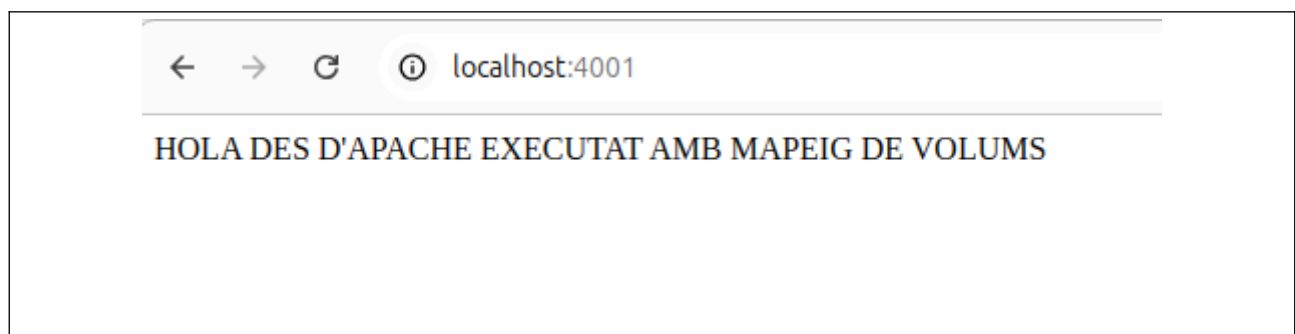 localhost:4001
HOLA DES D'APACHE EXECUTAT AMB MAPEIG DE VOLUMS